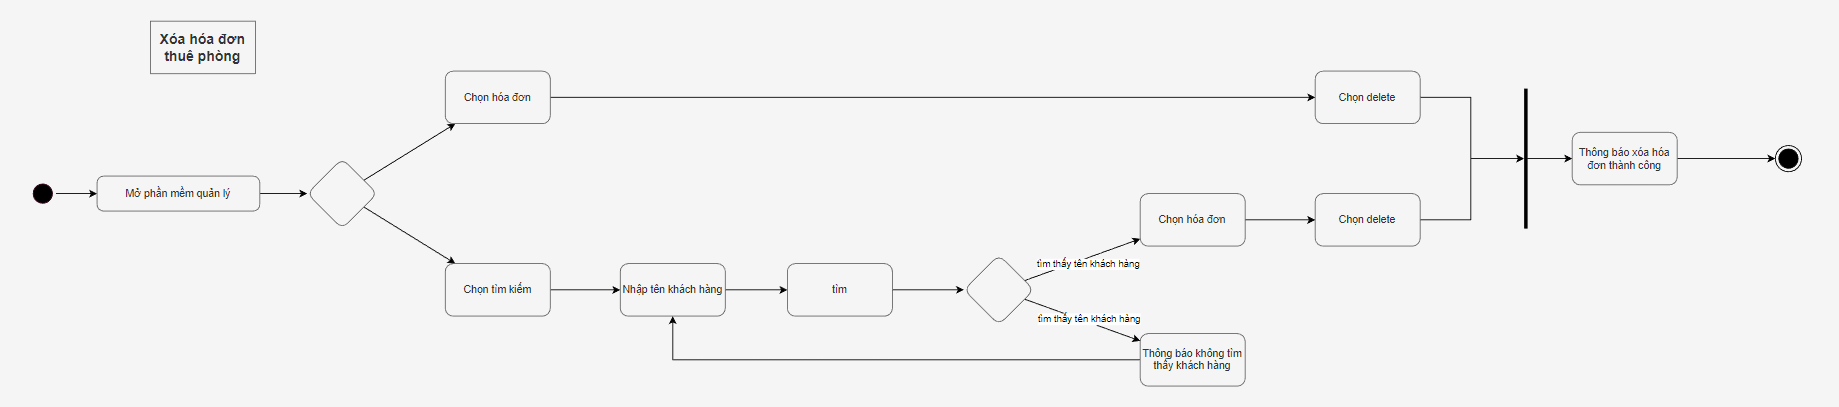 Xóa hóa đơn
thuê phòng
Chọn hóa đơn
Chọn delete
Thông báo xóa hóa
đơn thành công
Mở phần mềm quản lý
Chọn hóa đơn
Chọn delete
tìm thấy tên khách hàng
Chọn tìm kiếm
Nhập tên khách hàng
tìm
tìm thấy tên khách hàng
Thông báo không tìm
thấy khách hàng